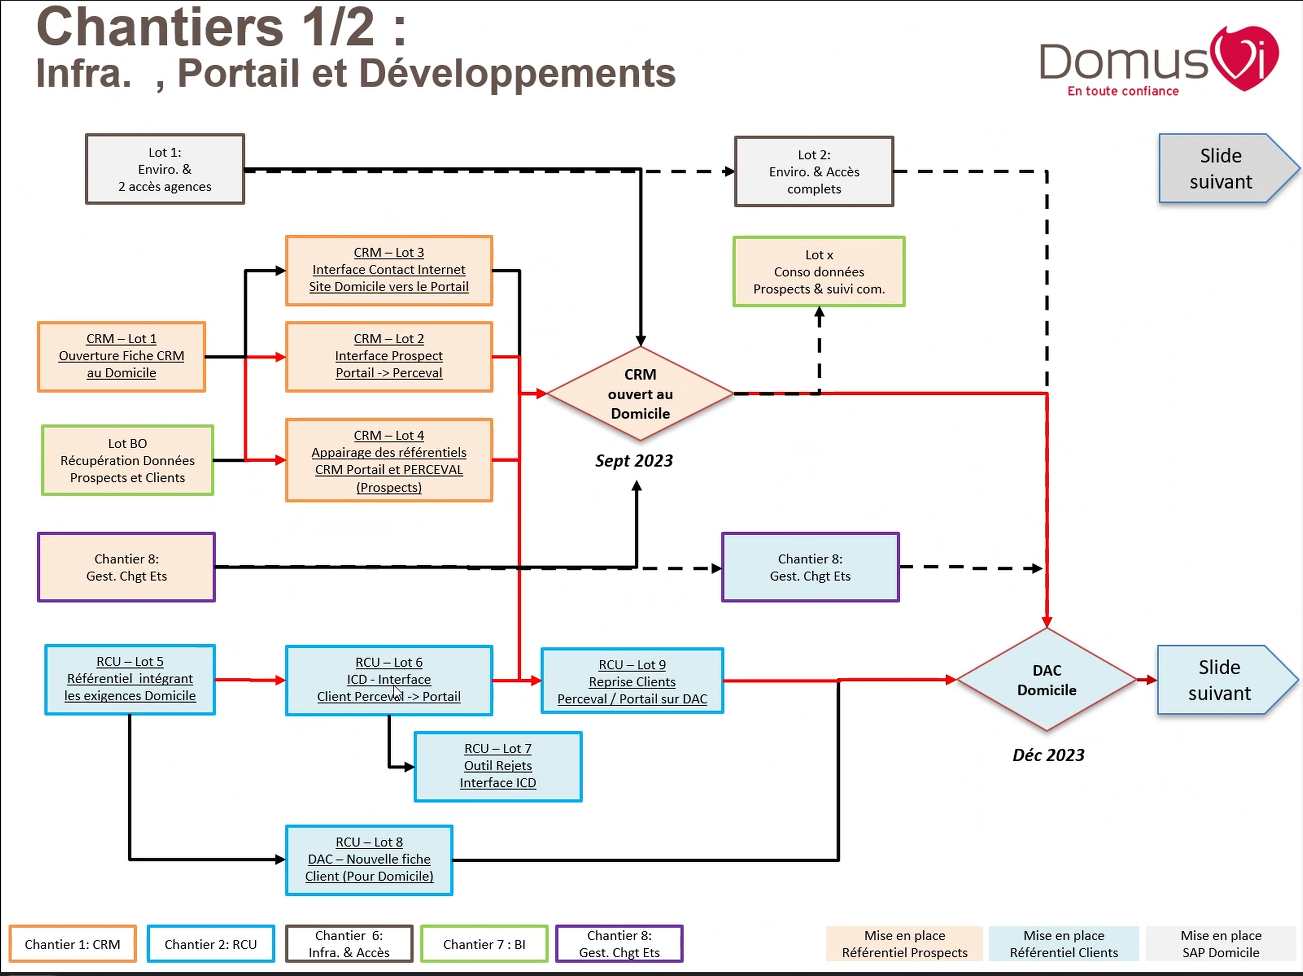 Chantiers 1/2 :
Infra. , Portail et Développements
DomusVi
En toute confiance
Lot 1:
Enviro. &
2 accès agences
Lot 2:
Enviro. & Accès
complets
Slide
suivant
CRM – Lot 3
Interface Contact Internet
Site Domicile vers le Portail
Lot x
Conso données
Prospects & suivi com.
CRM – Lot 1
Ouverture Fiche CRM
au Domicile
CRM – Lot 2
Interface Prospect
Portail -> Perceval
CRM
ouvert au
Domicile
Sept 2023
Lot BO
Récupération Données
Prospects et Clients
CRM – Lot 4
Appairage des référentiels
CRM Portail et PERCEVAL
(Prospects)
Chantier 8:
Gest. Chgt Ets
Chantier 8:
Gest. Chgt Ets
RCU – Lot 5
Référentiel intégrant
les exigences Domicile
RCU – Lot 6
ICD - Interface
Client Perceval -> Portail
RCU – Lot 9
Reprise Clients
Perceval / Portail sur DAC
DAC
Domicile
Déc 2023
Slide
suivant
RCU – Lot 7
Outil Rejets
Interface ICD
RCU – Lot 8
DAC – Nouvelle fiche
Client (Pour Domicile)
Chantier 1: CRM
Chantier 2: RCU
Chantier 6:
Infra. & Accès
Chantier 7 : BI
Chantier 8:
Gest. Chgt Ets
Mise en place
Référentiel Prospects
Mise en place
Référentiel Clients
Mise en place
SAP Domicile